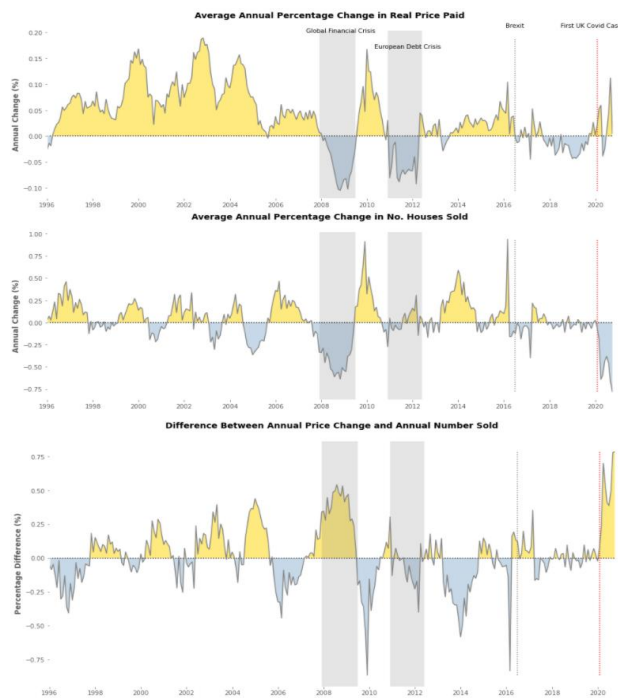 Average Annual Percentage Change in Real Price Paid
Brexit
First UK Covid Cas
Global Financial Crisis
European Debt Crisis
Annual Change (%)
0.20
0.15
0.10
0.05
0.00
−0.05
−0.10
1996 1998 2000 2002 2004 2006 2008 2010 2012 2014 2016 2018 2020
Average Annual Percentage Change in No. Houses Sold
Annual Change (%)
1.00
0.75
0.50
0.25
0.00
−0.25
−0.50
−0.75
1996 1998 2000 2002 2004 2006 2008 2010 2012 2014 2016 2018 2020
Difference Between Annual Price Change and Annual Number Sold
Percentage Difference (%)
0.75
0.50
0.25
0.00
−0.25
−0.50
−0.75
1996 1998 2000 2002 2004 2006 2008 2010 2012 2014 2016 2018 2020